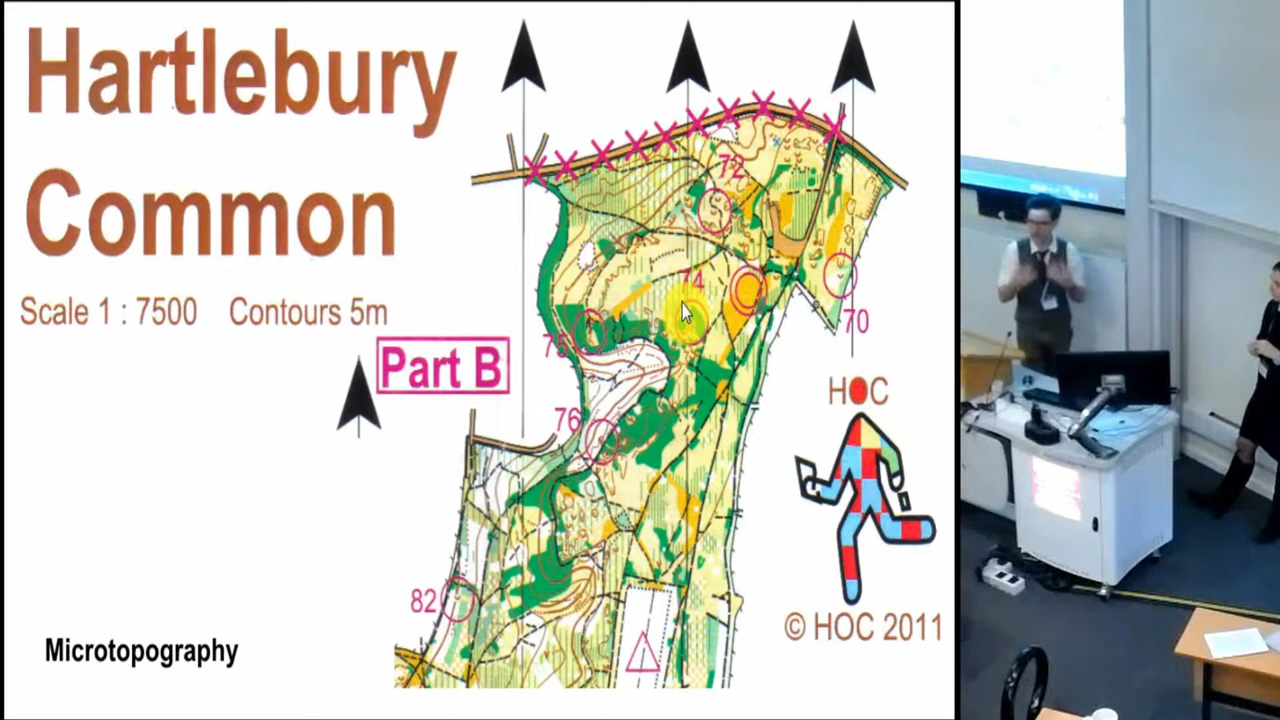 Hartlebury
Common
Scale 1 : 7500 Contours 5m
Part B
72
74
70
75
76
82
HOC
© HOC 2011
Microtopography